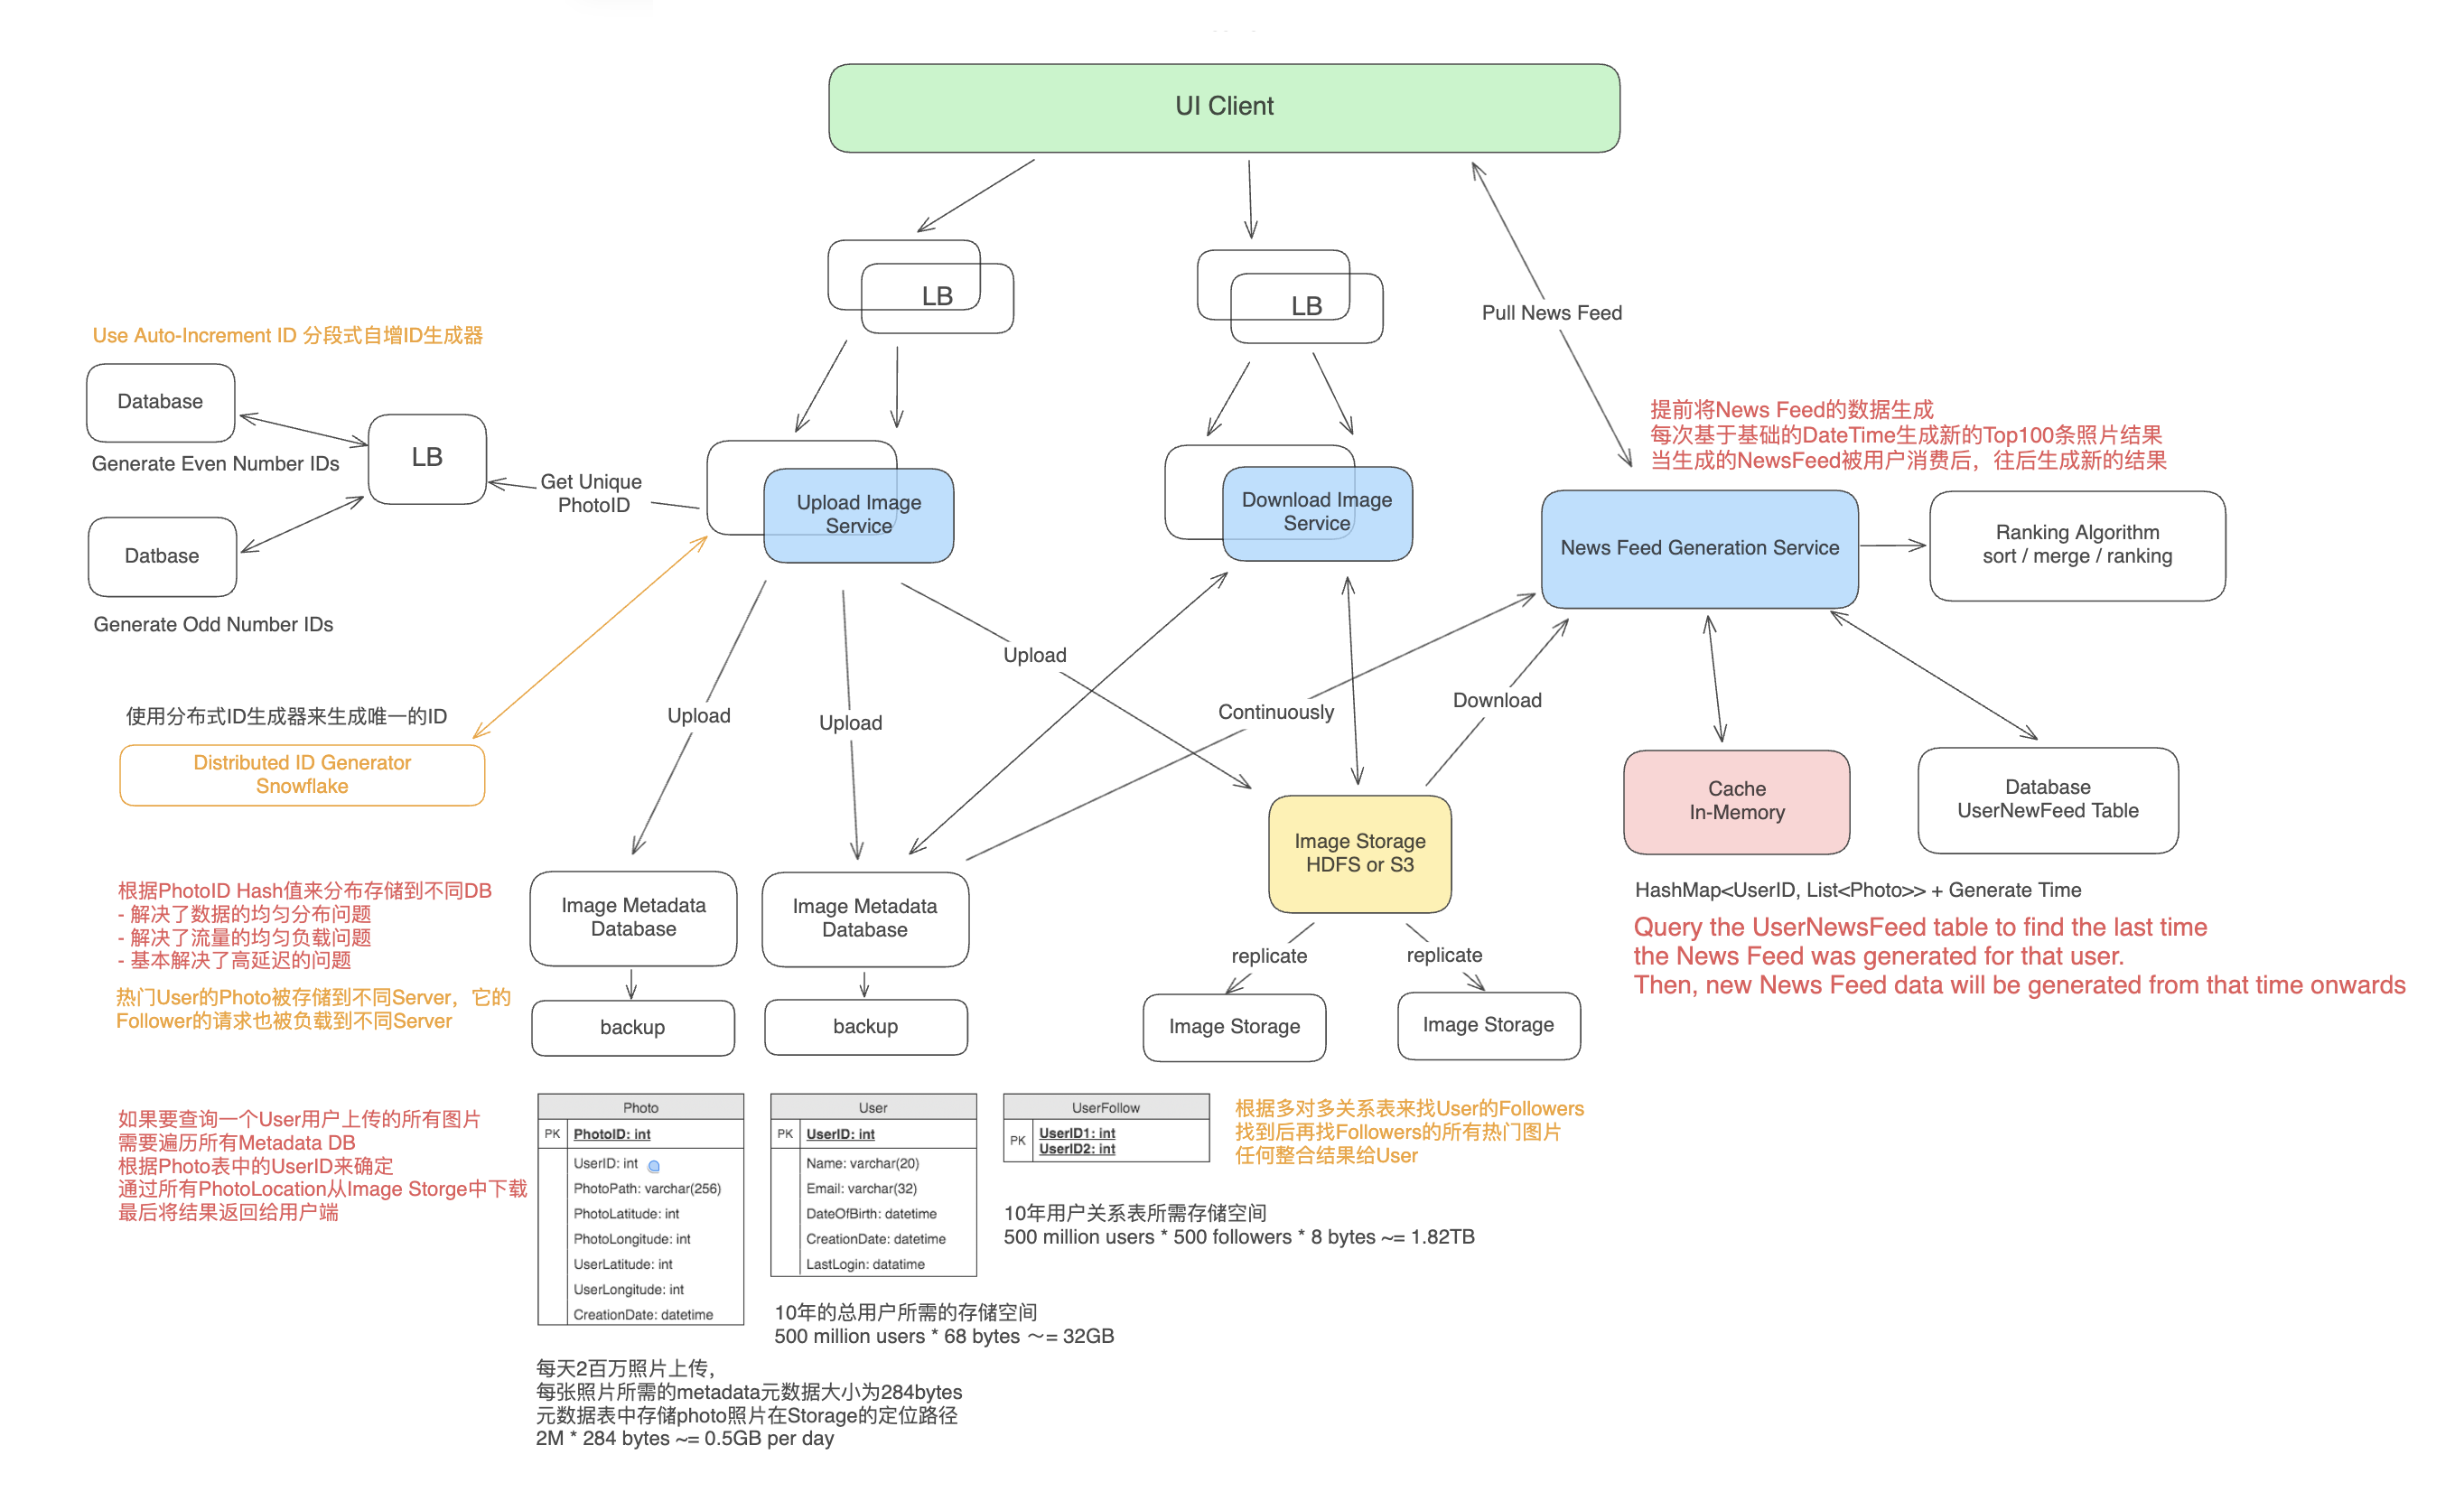 UI Client
LB
LB
Pull News Feed
Use Auto-Increment ID 分段式自增ID生成器
Database
Generate Even Number IDs
LB
Datbase
Generate Odd Number IDs
Get Unique
PhotoID
Upload Image
Service
Download Image
Service
提前将News Feed的数据生成
每次基于基础的DateTime生成新的Top100条照片结果
当生成的NewsFeed被用户消费后，往后生成新的结果
News Feed Generation Service
Ranking Algorithm
sort / merge / ranking
Upload
Upload
Upload
Continuously
Download
使用分布式ID生成器来生成唯一的ID
Distributed ID Generator
Snowflake
Image Storage
HDFS or S3
Cache
In-Memory
Database
UserNewFeed Table
根据PhotoID Hash值来分布存储到不同DB
- 解决了数据的均匀分布问题
- 解决了流量的均匀负载问题
- 基本解决了高延迟的问题
热门User的Photo被存储到不同Server，它的
Follower的请求也被负载到不同Server
Image Metadata
Database
Image Metadata
Database
backup
backup
replicate
replicate
Image Storage
Image Storage
HashMap<UserID, List<Photo>> + Generate Time
Query the UserNewsFeed table to find the last time
the News Feed was generated for that user.
Then, new News Feed data will be generated from that time onwards
如果要查询一个User用户上传的所有图片
需要遍历所有Metadata DB
根据Photo表中的UserID来确定
通过所有PhotoLocation从Image Storge中下载
最后将结果返回给用户端
Photo
PK PhotoID: int
UserID: int
PhotoPath: varchar(256)
PhotoLatitude: int
PhotoLongitude: int
UserLatitude: int
UserLongitude: int
CreationDate: datetime
User
PK UserID: int
Name: varchar(20)
Email: varchar(32)
DateOfBirth: datetime
CreationDate: datetime
LastLogin: datatime
UserFollow
PK UserID1: int
UserID2: int
根据多对多关系表来找User的Followers
找到后再找Followers的所有热门图片
任何整合结果给User
10年用户关系表所需存储空间
500 million users * 500 followers * 8 bytes ~= 1.82TB
10年的总用户所需的存储空间
500 million users * 68 bytes ～= 32GB
每天2百万照片上传，
每张照片所需的metadata元数据大小为284bytes
元数据表中存储photo照片在Storage的定位路径
2M * 284 bytes ~= 0.5GB per day